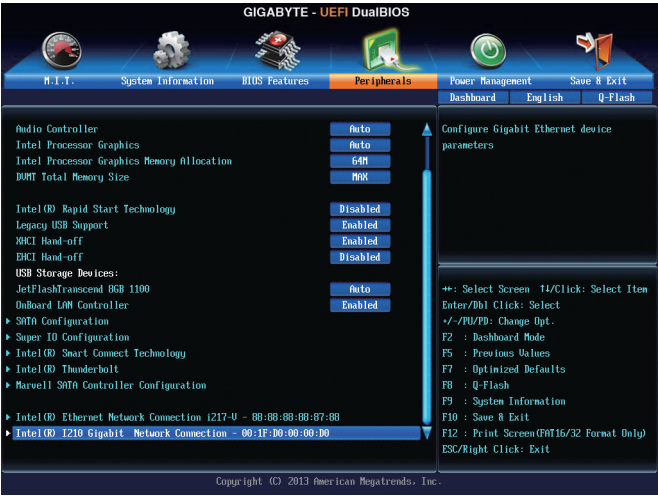 GIGABYTE - UEFI DualBIOS
M.I.T. System Information BIOS Features Peripherals Power Management Save & Exit
Dashboard English Q-Flash
Audio Controller Auto
Intel Processor Graphics Auto
Intel Processor Graphics Memory Allocation 64M
DVMT Total Memory Size MAX
Intel(R) Rapid Start Technology Disabled
Legacy USB Support Enabled
XHCI Hand-off Enabled
EHCI Hand-off Disabled
USB Storage Devices:
JetFlashTranscend 8GB 1100 Auto
OnBoard LAN Controller Enabled
SATA Configuration
Super IO Configuration
Intel(R) Smart Connect Technology
Intel(R) Thunderbolt
Marvell SATA Controller Configuration
Intel(R) Ethernet Network Connection i217-V - 88:88:88:88:87:88
Intel(R) I210 Gigabit Network Connection - 00:1F:D0:00:00:D0
Configure Gigabit Ethernet device
parameters
↔: Select Screen ↑↓/Click: Select Item
Enter/Dbl Click: Select
+/-/PU/PD: Change Opt.
F2 : Dashboard Mode
F5 : Previous Values
F7 : Optimized Defaults
F8 : Q-Flash
F9 : System Information
F10 : Save & Exit
F12 : Print Screen(FAT16/32 Format Only)
ESC/Right Click: Exit
Copyright (C) 2013 American Megatrends, Inc.